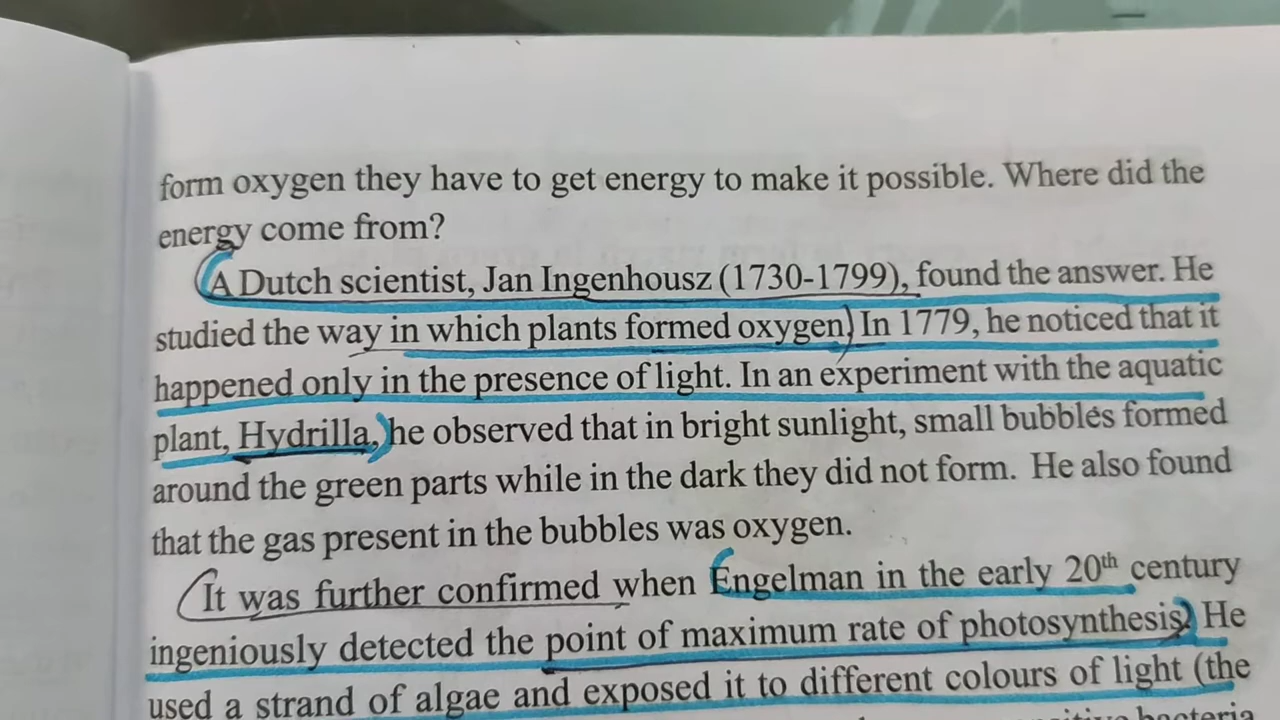 form oxygen they have to get energy to make it possible. Where did the
energy come from?
A Dutch scientist, Jan Ingenhousz (1730-1799), found the answer. He
studied the way in which plants formed oxygen) In 1779, he noticed that it
happened only in the presence of light. In an experiment with the aquatic
plant, Hydrilla, he observed that in bright sunlight, small bubbles formed
around the green parts while in the dark they did not form. He also found
that the gas present in the bubbles was oxygen.
It was further confirmed when Engelman in the early 20th century
ingeniously detected the point of maximum rate of photosynthesis. He
used a strand of algae and exposed it to different colours of light (the
bacteria